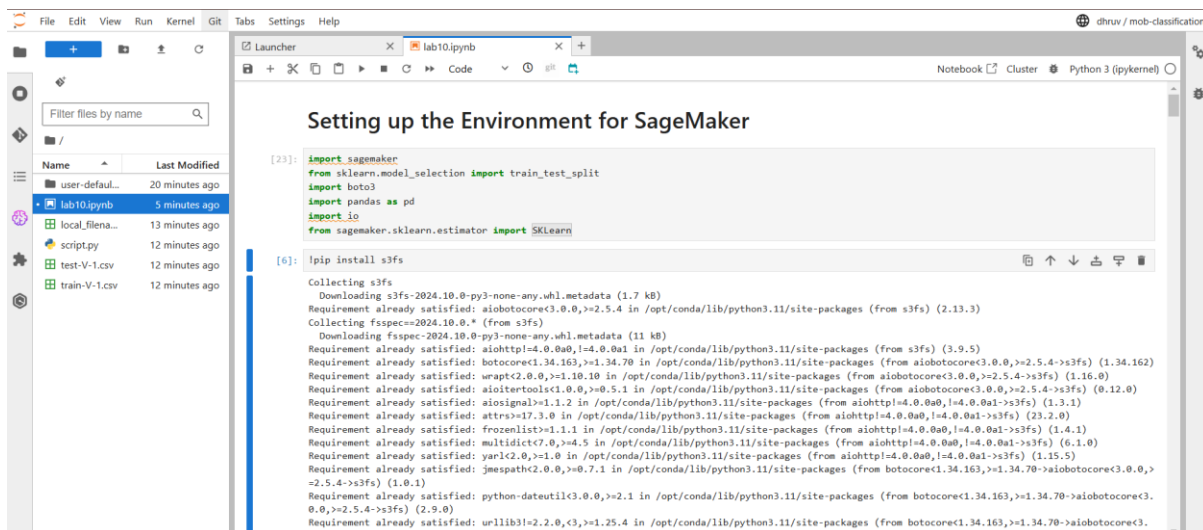 File Edit View Run Kernel Git Tabs Settings Help
dhruv / mob-classification
Launcher
lab10.ipynb
Code
git
Notebook
Cluster
Python 3 (ipykernel)
Filter files by name
/
Name Last Modified
user-defaul... 20 minutes ago
lab10.ipynb 5 minutes ago
local_filena... 13 minutes ago
script.py 12 minutes ago
test-V-1.csv 12 minutes ago
train-V-1.csv 12 minutes ago
Setting up the Environment for SageMaker
[23]: import sagemaker
from sklearn.model_selection import train_test_split
import boto3
import pandas as pd
import io
from sagemaker.sklearn.estimator import SKLearn
[6]: !pip install s3fs
Collecting s3fs
Downloading s3fs-2024.10.0-py3-none-any.whl.metadata (1.7 kB)
Requirement already satisfied: aiobotocore<3.0.0,>=2.5.4 in /opt/conda/lib/python3.11/site-packages (from s3fs) (2.13.3)
Collecting fsspec==2024.10.0.* (from s3fs)
Downloading fsspec-2024.10.0-py3-none-any.whl.metadata (11 kB)
Requirement already satisfied: aiohttp!=4.0.0a0,!=4.0.0a1 in /opt/conda/lib/python3.11/site-packages (from s3fs) (3.9.5)
Requirement already satisfied: botocore<1.34.163,>=1.34.70 in /opt/conda/lib/python3.11/site-packages (from aiobotocore<3.0.0,>=2.5.4->s3fs) (1.34.162)
Requirement already satisfied: wrapt<2.0.0,>=1.10.10 in /opt/conda/lib/python3.11/site-packages (from aiobotocore<3.0.0,>=2.5.4->s3fs) (1.16.0)
Requirement already satisfied: aioitertools<1.0.0,>=0.5.1 in /opt/conda/lib/python3.11/site-packages (from aiobotocore<3.0.0,>=2.5.4->s3fs) (0.12.0)
Requirement already satisfied: aiosignal>=1.1.2 in /opt/conda/lib/python3.11/site-packages (from aiohttp!=4.0.0a0,!=4.0.0a1->s3fs) (1.3.1)
Requirement already satisfied: attrs>=17.3.0 in /opt/conda/lib/python3.11/site-packages (from aiohttp!=4.0.0a0,!=4.0.0a1->s3fs) (23.2.0)
Requirement already satisfied: frozenlist>=1.1.1 in /opt/conda/lib/python3.11/site-packages (from aiohttp!=4.0.0a0,!=4.0.0a1->s3fs) (1.4.1)
Requirement already satisfied: multidict<7.0,>=4.5 in /opt/conda/lib/python3.11/site-packages (from aiohttp!=4.0.0a0,!=4.0.0a1->s3fs) (6.1.0)
Requirement already satisfied: yarl<2.0,>=1.0 in /opt/conda/lib/python3.11/site-packages (from aiohttp!=4.0.0a0,!=4.0.0a1->s3fs) (1.15.5)
Requirement already satisfied: jmespath<2.0.0,>=0.7.1 in /opt/conda/lib/python3.11/site-packages (from botocore<1.34.163,>=1.34.70->aiobotocore<3.0.0,>
=2.5.4->s3fs) (1.0.1)
Requirement already satisfied: python-dateutil<3.0.0,>=2.1 in /opt/conda/lib/python3.11/site-packages (from botocore<1.34.163,>=1.34.70->aiobotocore<3.
0.0,>=2.5.4->s3fs) (2.9.0)
Requirement already satisfied: urllib3!=2.2.0,<3,>=1.25.4 in /opt/conda/lib/python3.11/site-packages (from botocore<1.34.163,>=1.34.70->aiobotocore<3.